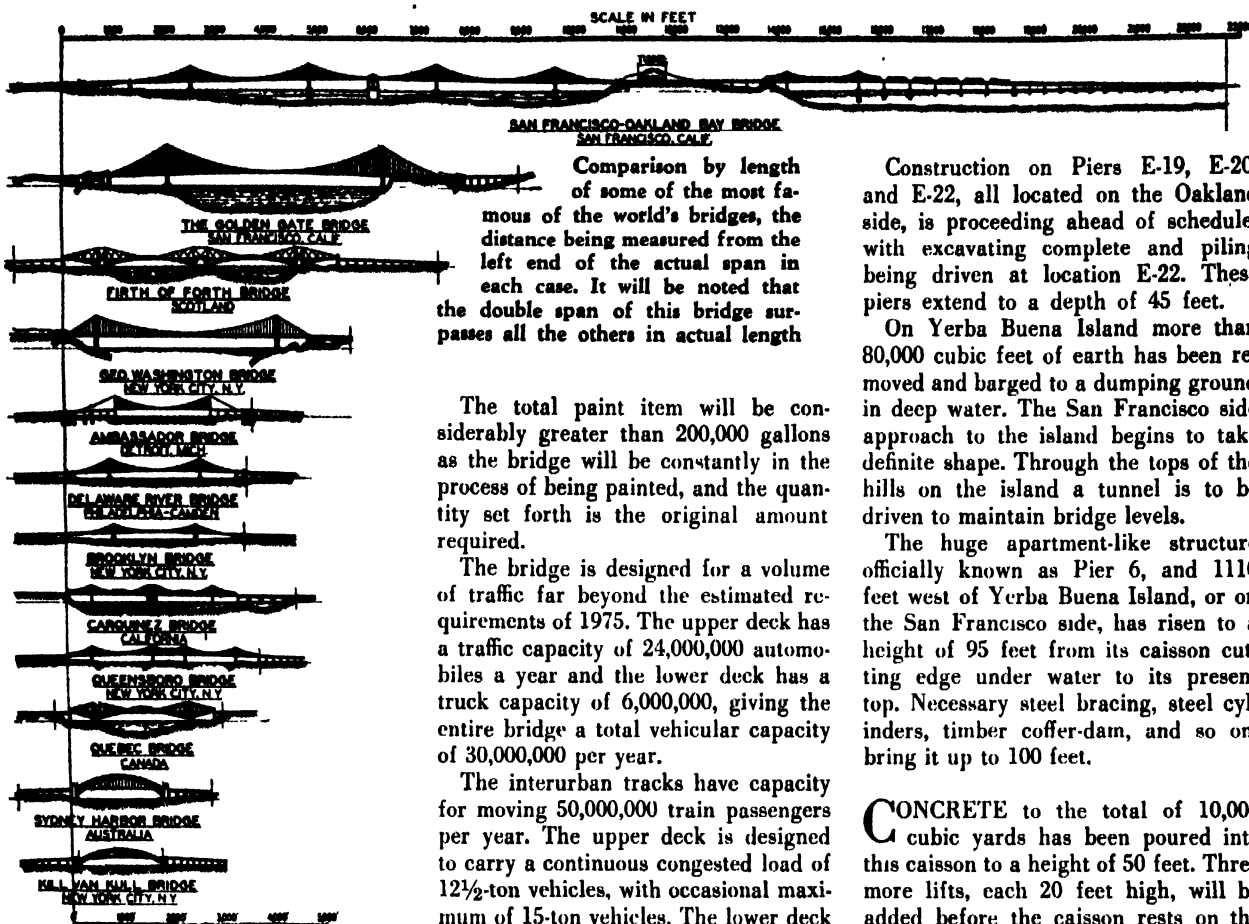 SCALE IN FEET
TUNNEL
SAN FRANCISCO-OAKLAND BAY BRIDGE
SAN FRANCISCO, CALIF.
THE GOLDEN GATE BRIDGE
SAN FRANCISCO, CALIF.
FIRTH OF FORTH BRIDGE
SCOTLAND
GEO. WASHINGTON BRIDGE
NEW YORK CITY, N.Y.
AMBASSADOR BRIDGE
DETROIT, MICH.
DELAWARE RIVER BRIDGE
PHILADELPHIA-CAMDEN
BROOKLYN BRIDGE
NEW YORK CITY, N.Y.
CARQUINEZ BRIDGE
CALIFORNIA
QUEENSBORO BRIDGE
NEW YORK CITY, N.Y
QUEBEC BRIDGE
CANADA
SYDNEY HARBOR BRIDGE
AUSTRALIA
KILL VAN KULL BRIDGE
NEW YORK CITY, N.Y
Comparison by length
of some of the most fa-
mous of the world's bridges, the
distance being measured from the
left end of the actual span in
each case. It will be noted that
the double span of this bridge sur-
passes all the others in actual length
The total paint item will be con-
siderably greater than 200,000 gallons
as the bridge will be constantly in the
process of being painted, and the quan-
tity set forth is the original amount
required.
The bridge is designed for a volume
of traffic far beyond the estimated re-
quirements of 1975. The upper deck has
a traffic capacity of 24,000,000 automo-
biles a year and the lower deck has a
truck capacity of 6,000,000, giving the
entire bridge a total vehicular capacity
of 30,000,000 per year.
The interurban tracks have capacity
for moving 50,000,000 train passengers
per year. The upper deck is designed
to carry a continuous congested load of
12½-ton vehicles, with occasional maxi-
mum of 15-ton vehicles. The lower deck
Construction on Piers E-19, E-20
and E-22, all located on the Oakland
side, is proceeding ahead of schedule
with excavating complete and piling
being driven at location E-22. Thes
piers extend to a depth of 45 feet.
On Yerba Buena Island more than
80,000 cubic feet of earth has been re
moved and barged to a dumping ground
in deep water. The San Francisco sid
approach to the island begins to tak
definite shape. Through the tops of the
hills on the island a tunnel is to b
driven to maintain bridge levels.
The huge apartment-like structur
officially known as Pier 6, and 1110
feet west of Yerba Buena Island, or on
the San Francisco side, has risen to a
height of 95 feet from its caisson cut
ting edge under water to its presen
top. Necessary steel bracing, steel cyl
inders, timber coffer-dam, and so on
bring it up to 100 feet.
CONCRETE to the total of 10,00
cubic yards has been poured int
this caisson to a height of 50 feet. Thre
more lifts, each 20 feet high, will b
added before the caisson rests on th